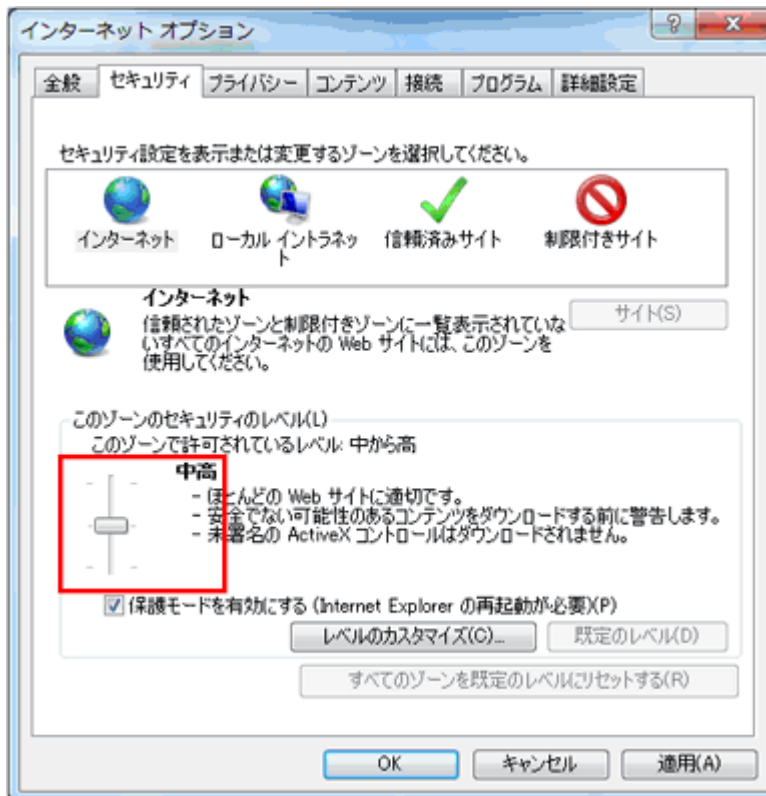 インターネット オプション
全般 セキュリティ プライバシー コンテンツ 接続 プログラム 詳細設定
セキュリティ設定を表示または変更するゾーンを選択してください。
インターネット ローカル イントラネッ 信頼済みサイト 制限付きサイト
ト
インターネット
サイト(S)
信頼されたゾーンと制限付きゾーンに一覧表示されていな
いすべてのインターネットの Web サイトには、このゾーンを
使用してください。
このゾーンのセキュリティのレベル(L)
このゾーンで許可されているレベル: 中から高
中高
- ほとんどの Web サイトに適切です。
- 安全でない可能性のあるコンテンツをダウンロードする前に警告します。
- 未署名の ActiveX コントロールはダウンロードされません。
保護モードを有効にする (Internet Explorer の再起動が必要)(P)
レベルのカスタマイズ(C)... 既定のレベル(D)
すべてのゾーンを既定のレベルにリセットする(R)
OK キャンセル 適用(A)